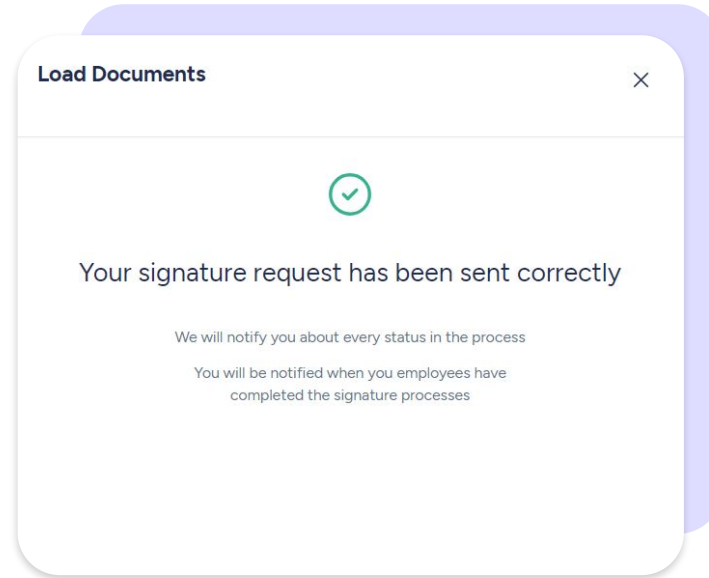 Load Documents
Your signature request has been sent correctly
We will notify you about every status in the process
You will be notified when you employees have
completed the signature processes